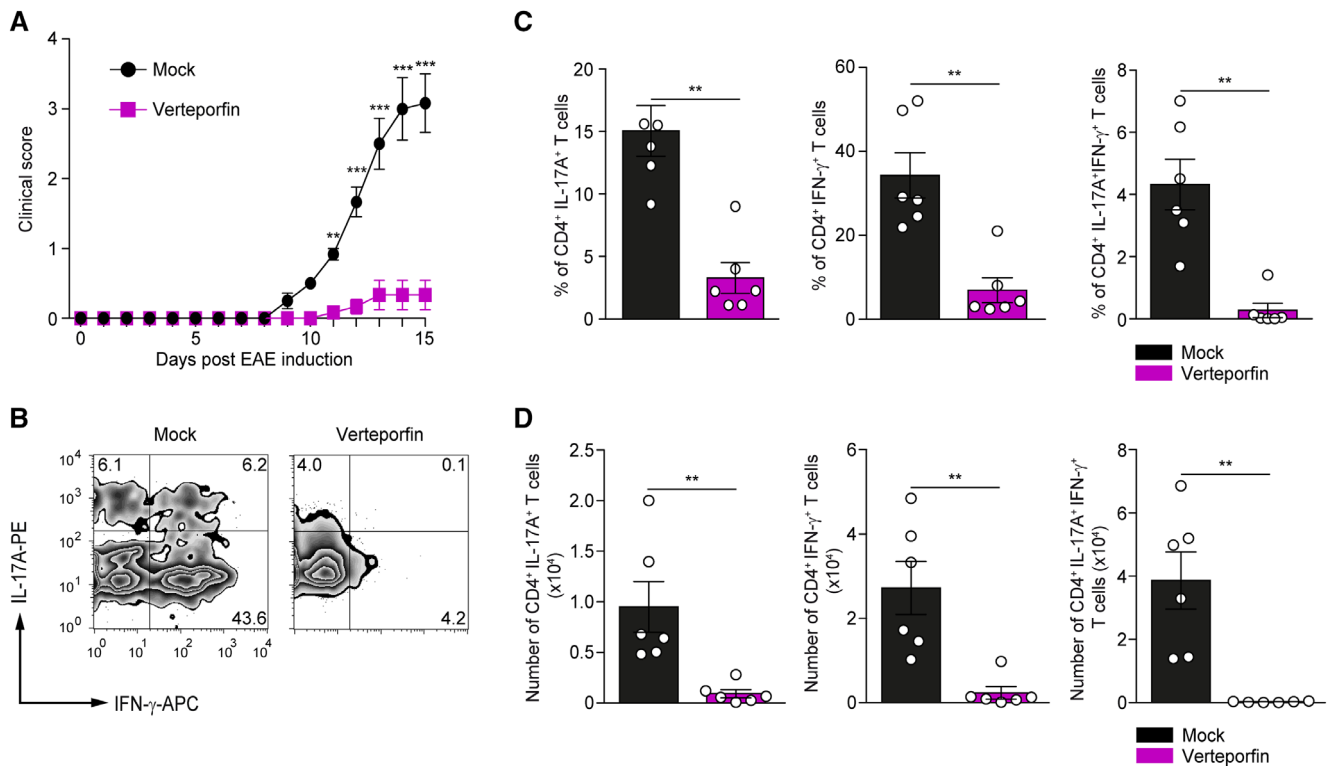 A
4
3
2
1
0
Clinical score
Mock
Verteporfin
**
***
***
***
***
0
5
10
15
Days post EAE induction
B
Mock
Verteporfin
6.1
6.2
43.6
4.0
0.1
4.2
10⁴
10³
10²
10¹
10⁰
10⁰
10¹
10²
10³
10⁴
IL-17A-PE
IFN-γ-APC
C
20
15
10
5
0
% of CD4⁺ IL-17A⁺ T cells
**
60
40
20
0
% of CD4⁺ IFN-γ⁺ T cells
**
8
6
4
2
0
% of CD4⁺ IL-17A⁺IFN-γ⁺ T cells
**
Mock
Verteporfin
D
2.5
2.0
1.5
1.0
0.5
0
Number of CD4⁺ IL-17A⁺ T cells
(x10⁴)
**
6
4
2
0
Number of CD4⁺ IFN-γ⁺ T cells
(x10⁴)
**
8
6
4
2
0
Number of CD4⁺ IL-17A⁺ IFN-γ⁺
T cells (x10⁴)
**
Mock
Verteporfin